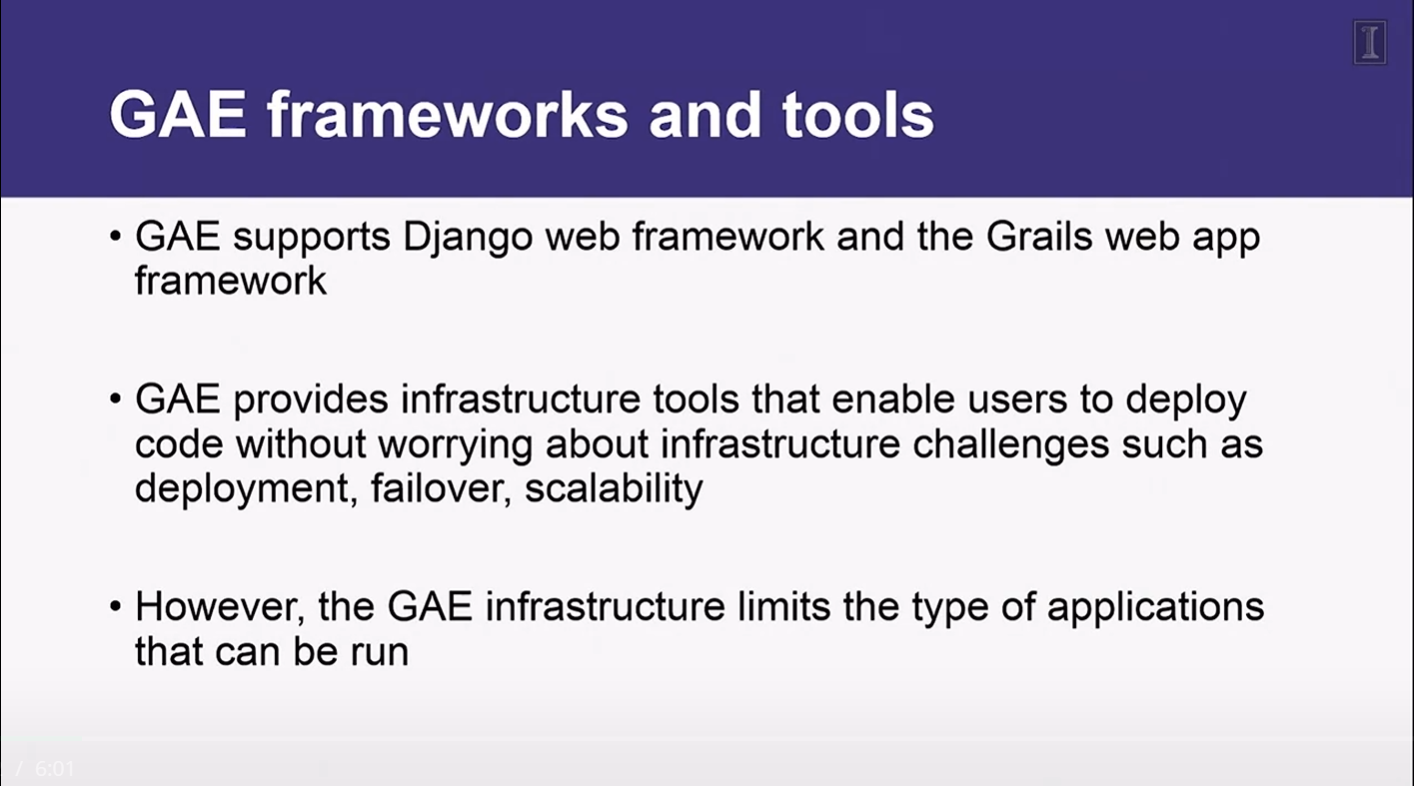 GAE frameworks and tools
• GAE supports Django web framework and the Grails web app
framework
• GAE provides infrastructure tools that enable users to deploy
code without worrying about infrastructure challenges such as
deployment, failover, scalability
• However, the GAE infrastructure limits the type of applications
that can be run
/ 6:01